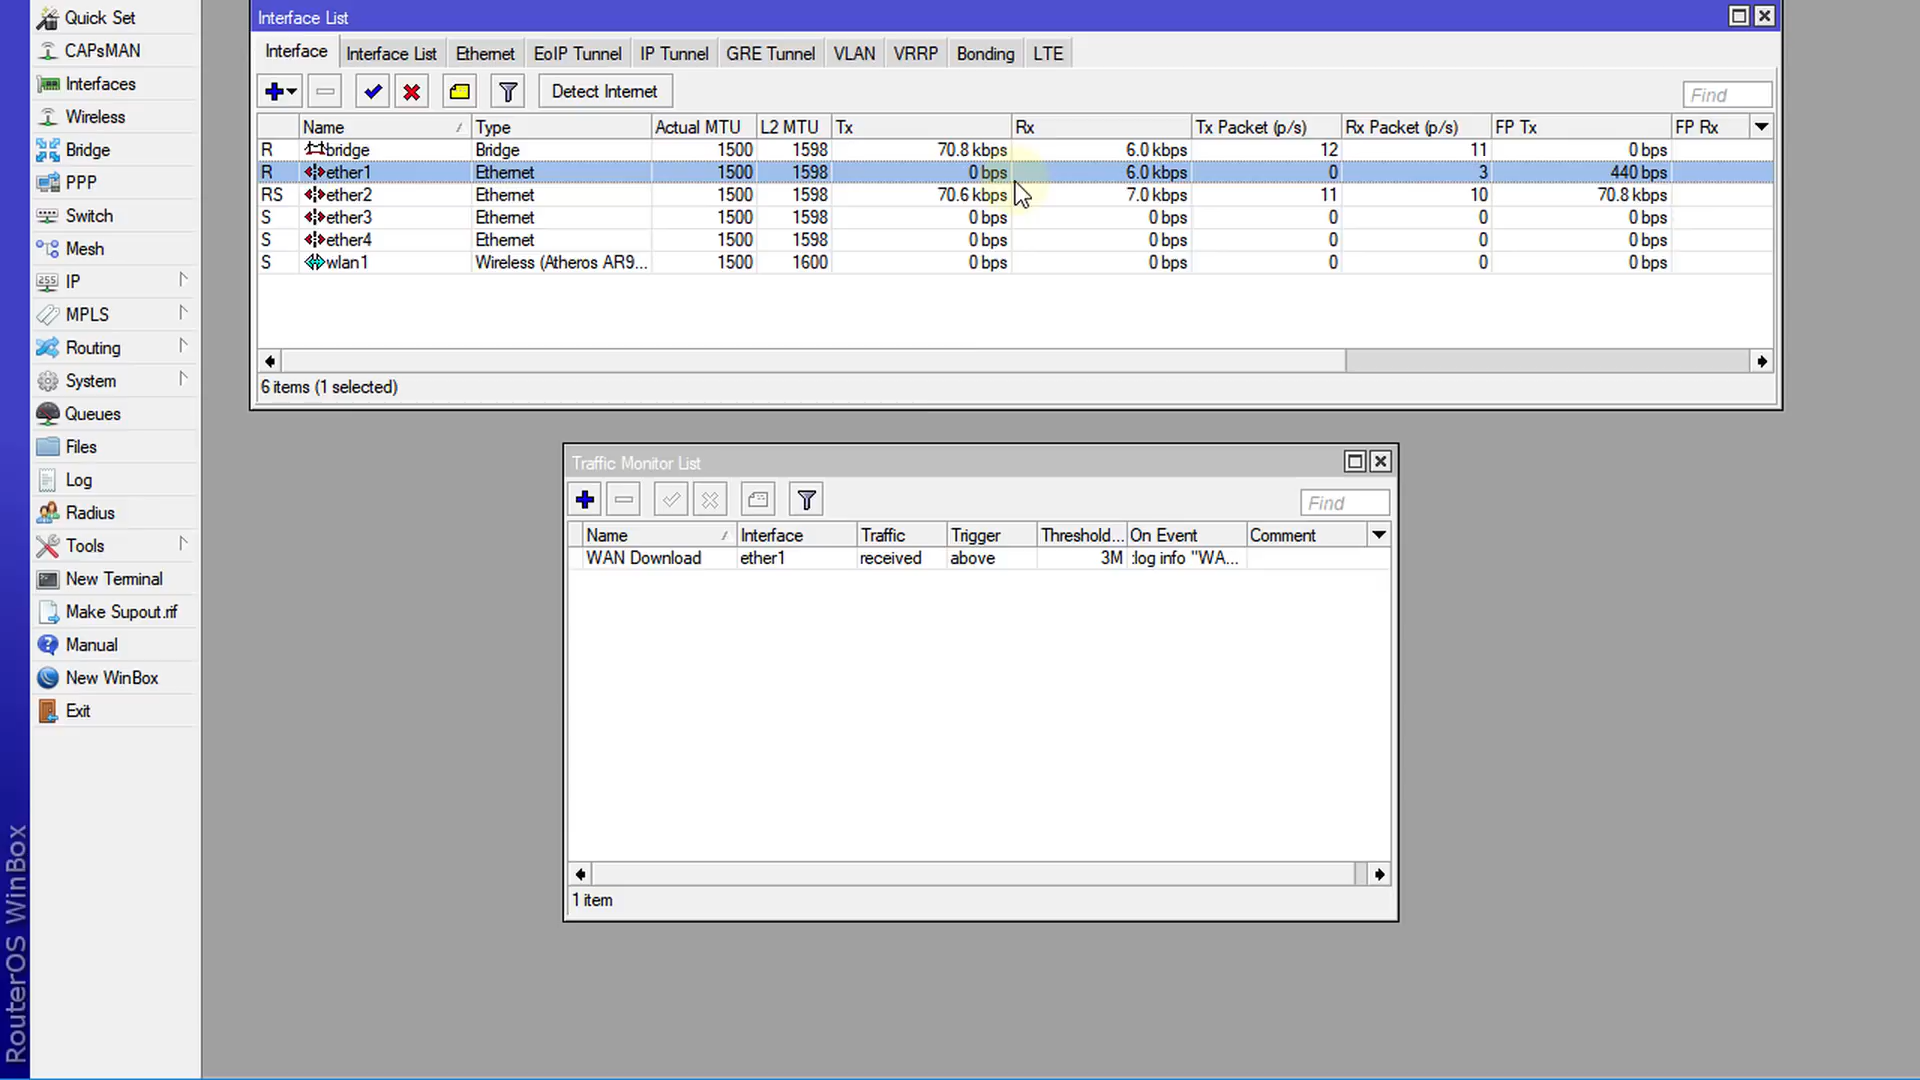 Quick Set
CAPsMAN
Interfaces
Wireless
Bridge
PPP
Switch
Mesh
IP
MPLS
Routing
System
Queues
Files
Log
Radius
Tools
New Terminal
Make Supout.rif
Manual
New WinBox
Exit
RouterOS WinBox
Interface List
Interface Interface List Ethernet EoIP Tunnel IP Tunnel GRE Tunnel VLAN VRRP Bonding LTE
Detect Internet Find
Name Type Actual MTU L2 MTU Tx Rx Tx Packet (p/s) Rx Packet (p/s) FP Tx FP Rx
R bridge Bridge 1500 1598 70.8 kbps 6.0 kbps 12 11 0 bps
R ether1 Ethernet 1500 1598 0 bps 6.0 kbps 0 3 440 bps
RS ether2 Ethernet 1500 1598 70.6 kbps 7.0 kbps 11 10 70.8 kbps
S ether3 Ethernet 1500 1598 0 bps 0 bps 0 0 0 bps
S ether4 Ethernet 1500 1598 0 bps 0 bps 0 0 0 bps
S wlan1 Wireless (Atheros AR9... 1500 1600 0 bps 0 bps 0 0 0 bps
6 items (1 selected)
Traffic Monitor List
Find
Name Interface Traffic Trigger Threshold... On Event Comment
WAN Download ether1 received above 3M :log info "WA...
1 item